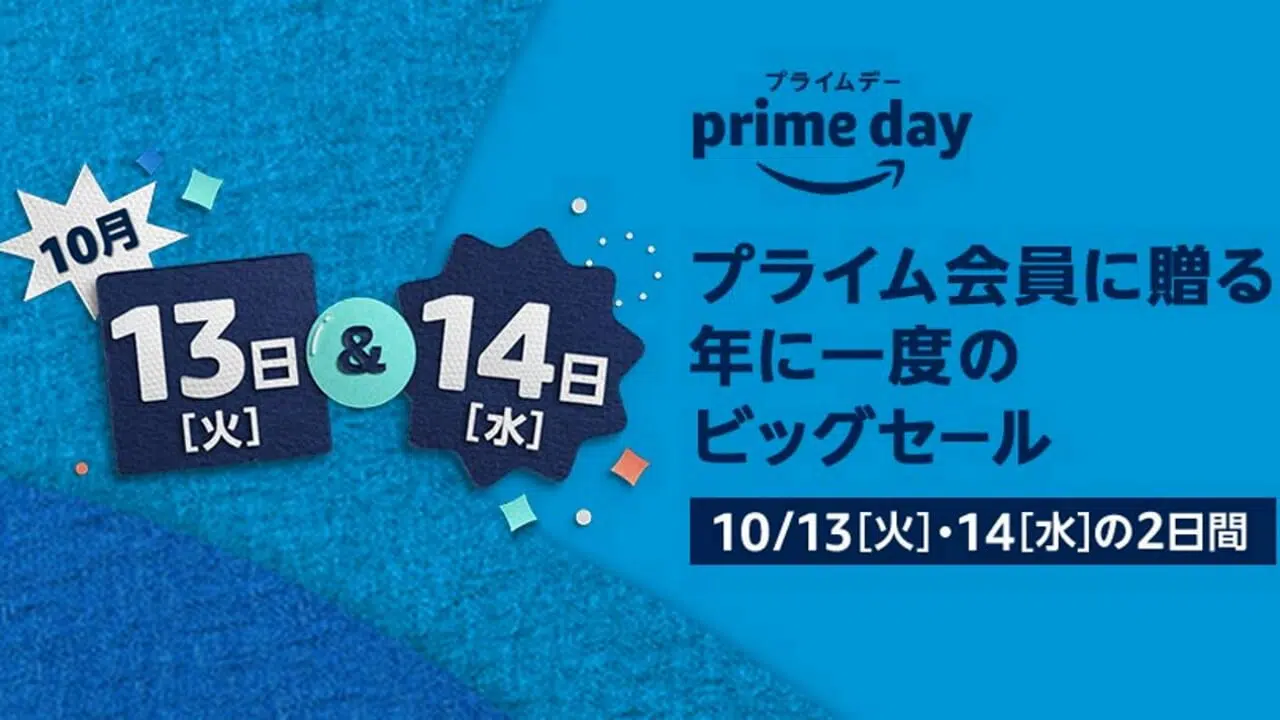 10月
13日
[火]
&
14日
[水]
プライムデー
prime day
プライム会員に贈る
年に一度の
ビッグセール
10/13[火]・14[水]の2日間